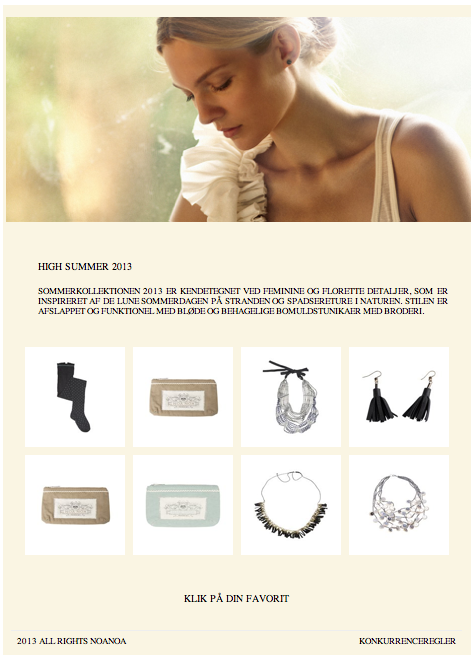 HIGH SUMMER 2013
SOMMERKOLLEKTIONEN 2013 ER KENDETEGNET VED FEMININE OG FLORETTE DETALJER, SOM ER
INSPIRERET AF DE LUNE SOMMERDAGEN PÅ STRANDEN OG SPADSERETURE I NATUREN. STILEN ER
AFSLAPPET OG FUNKTIONEL MED BLØDE OG BEHAGELIGE BOMULDSTUNIKAER MED BRODERI.
KLIK PÅ DIN FAVORIT
2013 ALL RIGHTS NOANOA
KONKURRENCEREGLER